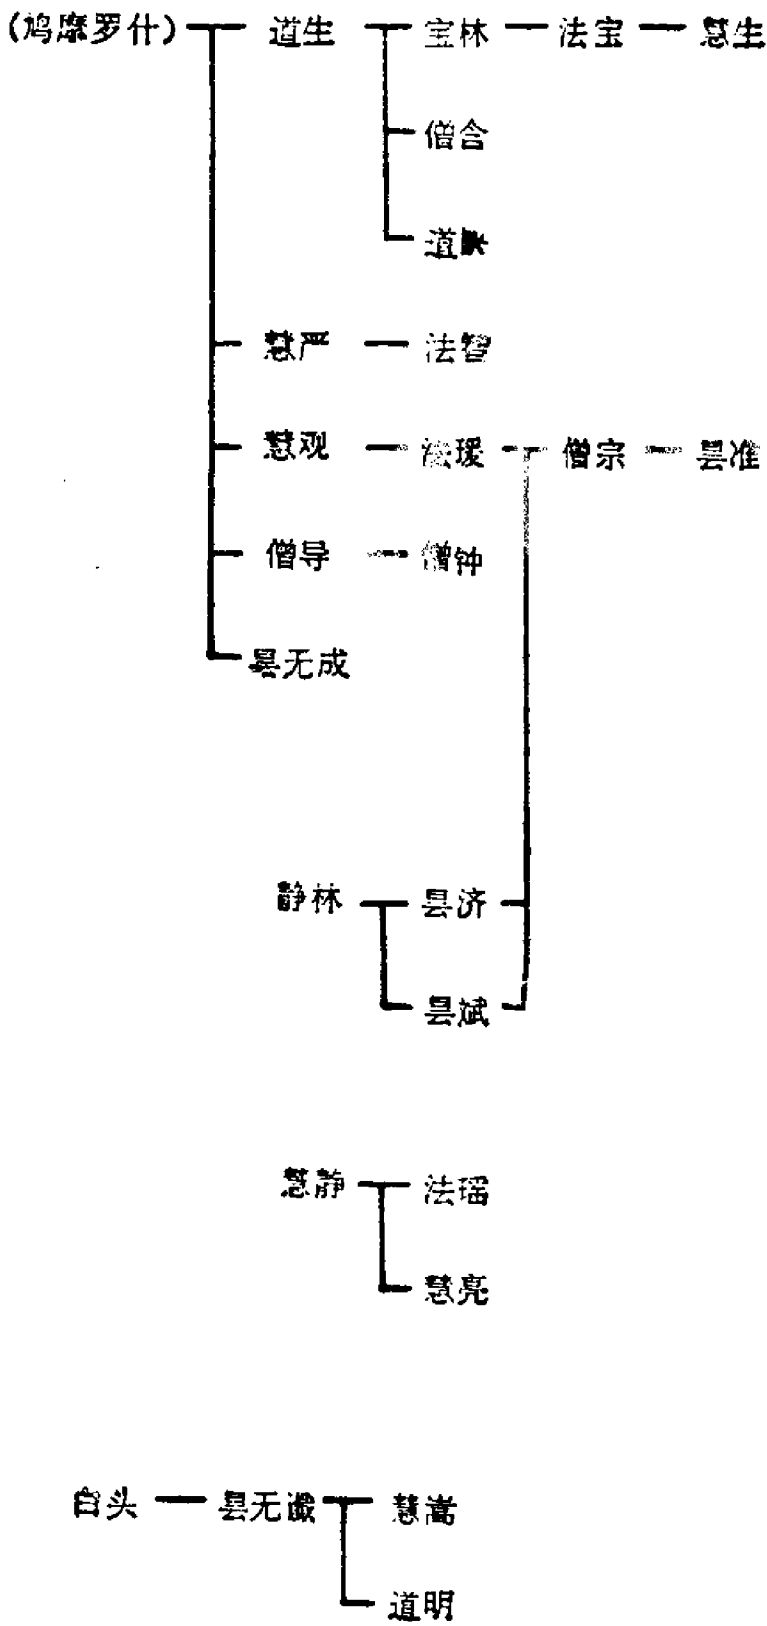 (鸠摩罗什) 道生 宝林 法宝 慧生
僧含
道
慧严 法智
慧观 法瑗 僧宗 昙准
僧导 僧钟
昙无成
静林 昙济
昙斌
慧静 法瑶
慧亮
白头 昙无谶 慧嵩
道明